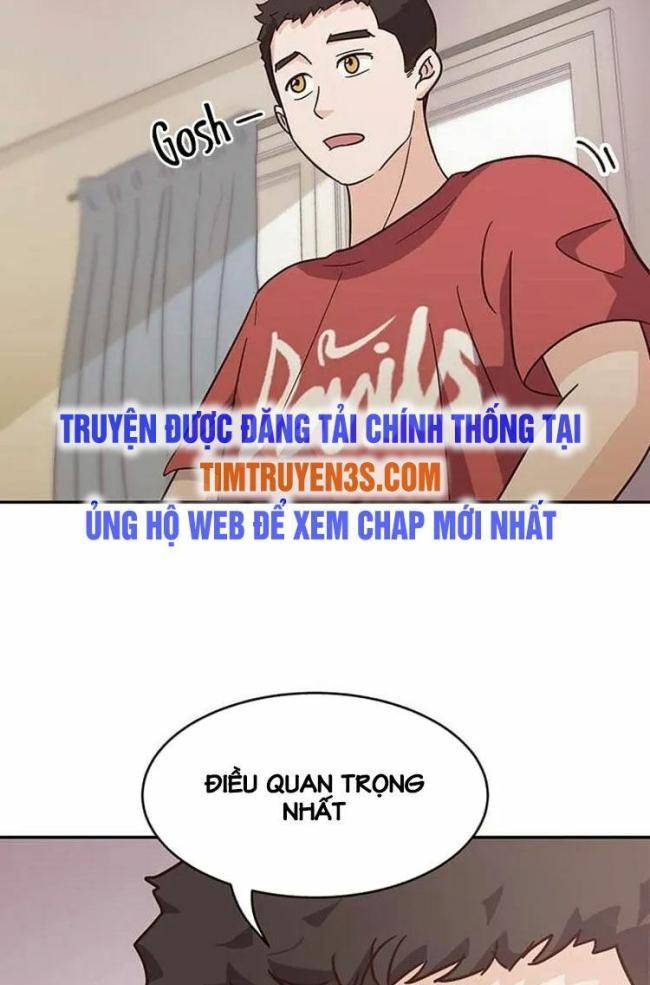 Gosh –
Devils
TRUYỆN ĐƯỢC ĐĂNG TẢI CHÍNH THỐNG TẠI
TIMTRUYEN3S.COM
ỦNG HỘ WEB ĐỂ XEM CHAP MỚI NHẤT
ĐIỀU QUAN TRỌNG
NHẤT